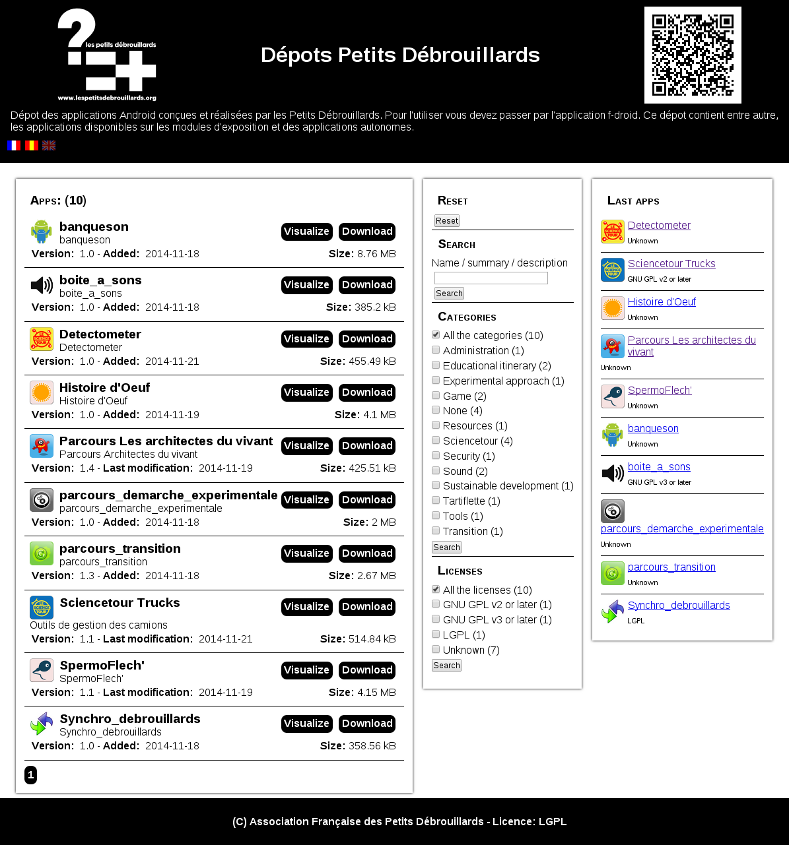 les petits débrouillards
www.lespetitsdebrouillards.org
Dépots Petits Débrouillards
Dépot des applications Android conçues et réalisées par les Petits Débrouillards. Pour l'utiliser vous devez passer par l'application f-droid. Ce dépot contient entre autre,
les applications disponibles sur les modules d'exposition et des applications autonomes.
Apps: (10)
banqueson
Visualize Download
banqueson
Version: 1.0 - Added: 2014-11-18 Size: 8.76 MB
boite_a_sons
Visualize Download
boite_a_sons
Version: 1.0 - Added: 2014-11-18 Size: 385.2 kB
Detectometer
Visualize Download
Detectometer
Version: 1.0 - Added: 2014-11-21 Size: 455.49 kB
Histoire d'Oeuf
Visualize Download
Histoire d'Oeuf
Version: 1.0 - Added: 2014-11-19 Size: 4.1 MB
Parcours Les architectes du vivant
Visualize Download
Parcours Architectes du vivant
Version: 1.4 - Last modification: 2014-11-19 Size: 425.51 kB
parcours_demarche_experimentale
Visualize Download
parcours_demarche_experimentale
Version: 1.0 - Added: 2014-11-18 Size: 2 MB
parcours_transition
Visualize Download
parcours_transition
Version: 1.3 - Added: 2014-11-18 Size: 2.67 MB
Sciencetour Trucks
Visualize Download
Outils de gestion des camions
Version: 1.1 - Last modification: 2014-11-21 Size: 514.84 kB
SpermoFlech'
Visualize Download
SpermoFlech'
Version: 1.1 - Last modification: 2014-11-19 Size: 4.15 MB
Synchro_debrouillards
Visualize Download
Synchro_debrouillards
Version: 1.0 - Added: 2014-11-18 Size: 358.56 kB
1
Reset
Reset
Search
Name / summary / description
Search
Categories
All the categories (10)
Administration (1)
Educational itinerary (2)
Experimental approach (1)
Game (2)
None (4)
Resources (1)
Sciencetour (4)
Security (1)
Sound (2)
Sustainable development (1)
Tartiflette (1)
Tools (1)
Transition (1)
Search
Licenses
All the licenses (10)
GNU GPL v2 or later (1)
GNU GPL v3 or later (1)
LGPL (1)
Unknown (7)
Search
Last apps
Detectometer
Unknown
Sciencetour Trucks
GNU GPL v2 or later
Histoire d'Oeuf
Unknown
Parcours Les architectes du
vivant
Unknown
SpermoFlech'
Unknown
banqueson
Unknown
boite_a_sons
GNU GPL v3 or later
parcours_demarche_experimentale
Unknown
parcours_transition
Unknown
Synchro_debrouillards
LGPL
(C) Association Française des Petits Débrouillards - Licence: LGPL